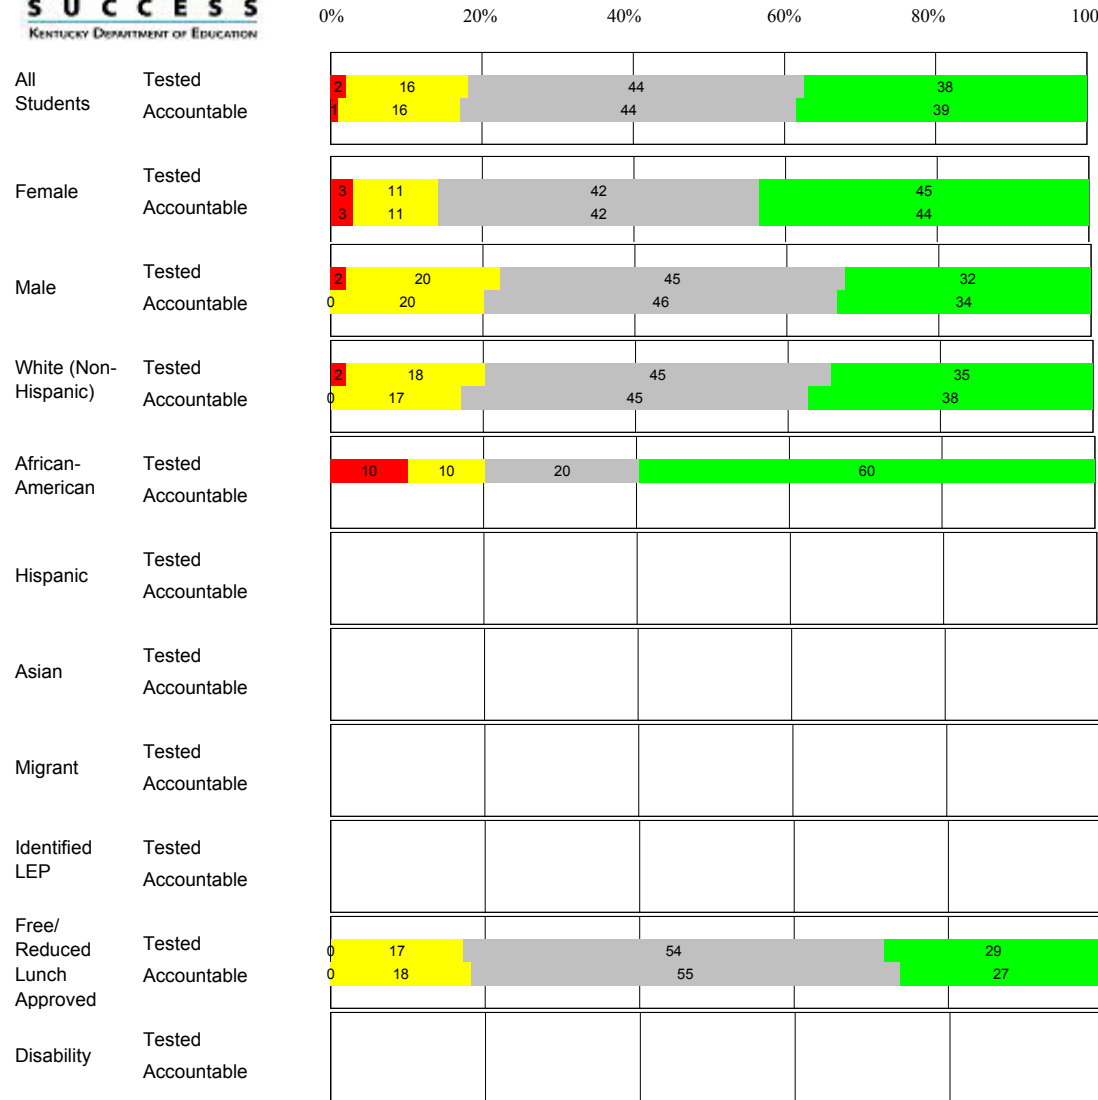 SUCCESS
KENTUCKY DEPARTMENT OF EDUCATION
0% 20% 40% 60% 80% 100
All Students
Tested 2 16 44 38
Accountable 1 16 44 39
Female
Tested 3 11 42 45
Accountable 3 11 42 44
Male
Tested 2 20 45 32
Accountable 0 20 46 34
White (Non-
Hispanic)
Tested 2 18 45 35
Accountable 0 17 45 38
African-
American
Tested 10 10 20 60
Accountable
Hispanic
Tested
Accountable
Asian
Tested
Accountable
Migrant
Tested
Accountable
Identified
LEP
Tested
Accountable
Free/
Reduced
Lunch
Approved
Tested 0 17 54 29
Accountable 0 18 55 27
Disability
Tested
Accountable